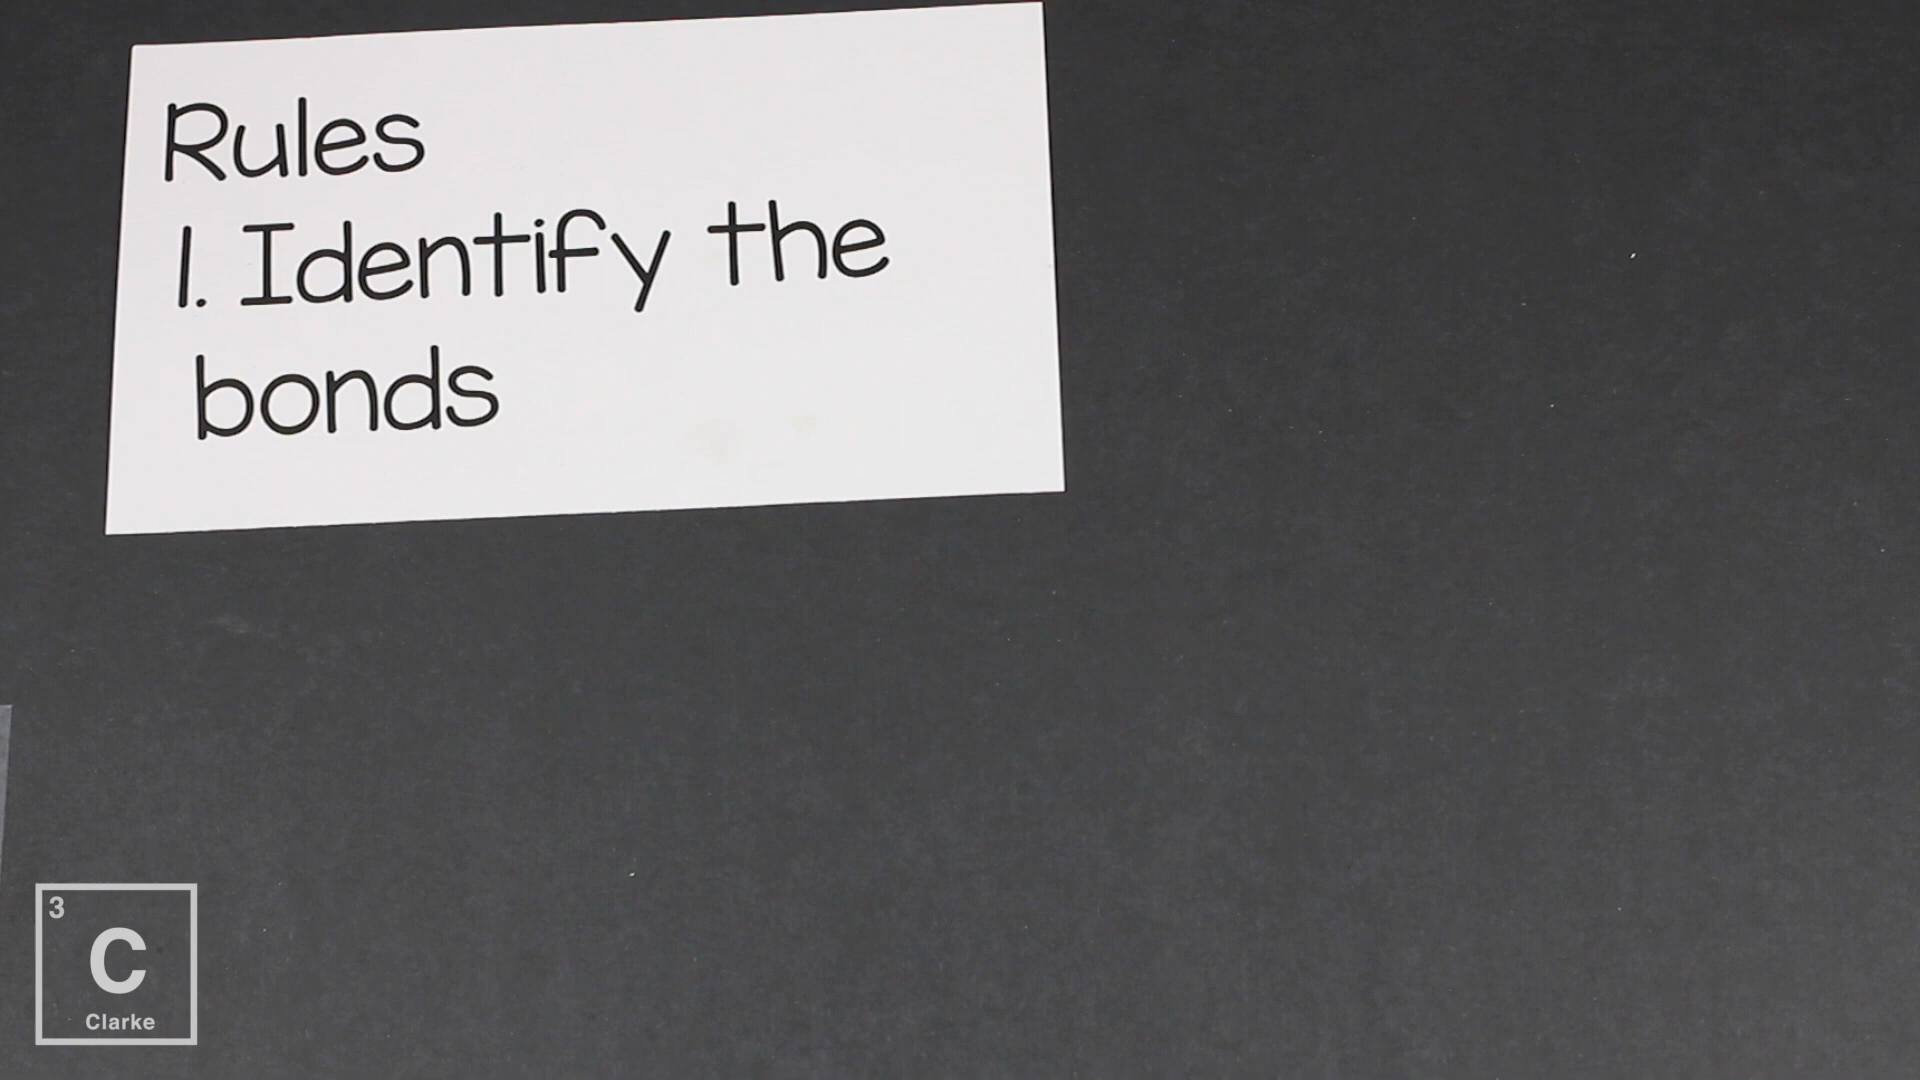 Rules
1. Identify the
bonds
3
C
Clarke